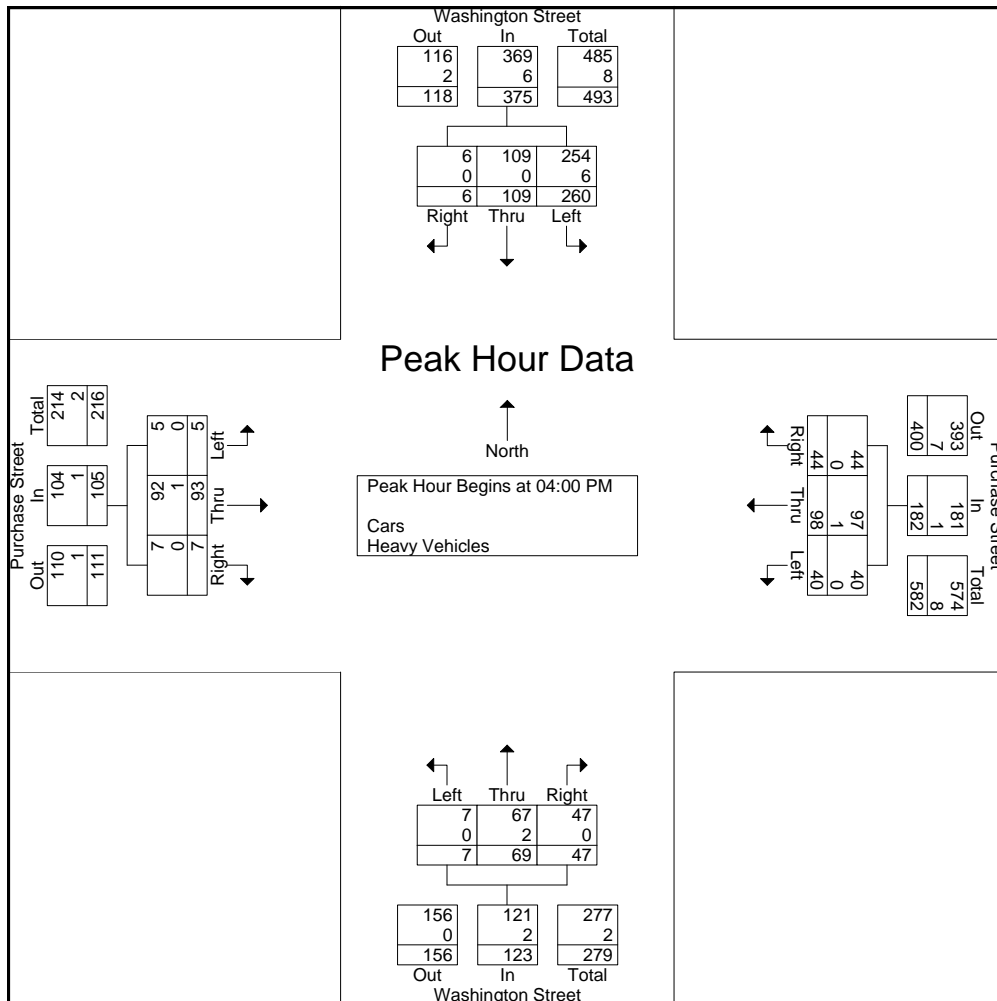 Washington Street
Out In Total
116 369 485
2 6 8
118 375 493
6 109 254
0 0 6
6 109 260
Right Thru Left
Peak Hour Data
North
Peak Hour Begins at 04:00 PM
Cars
Heavy Vehicles
Purchase Street
Total In Out
214 104 110
2 1 1
216 105 111
5 92 7
0 1 0
5 93 7
Left Thru Right
Purchase Street
Out In Total
393 181 574
7 1 8
400 182 582
44 97 40
0 1 0
44 98 40
Right Thru Left
Left Thru Right
7 67 47
0 2 0
7 69 47
156 121 277
0 2 2
156 123 279
Out In Total
Washington Street